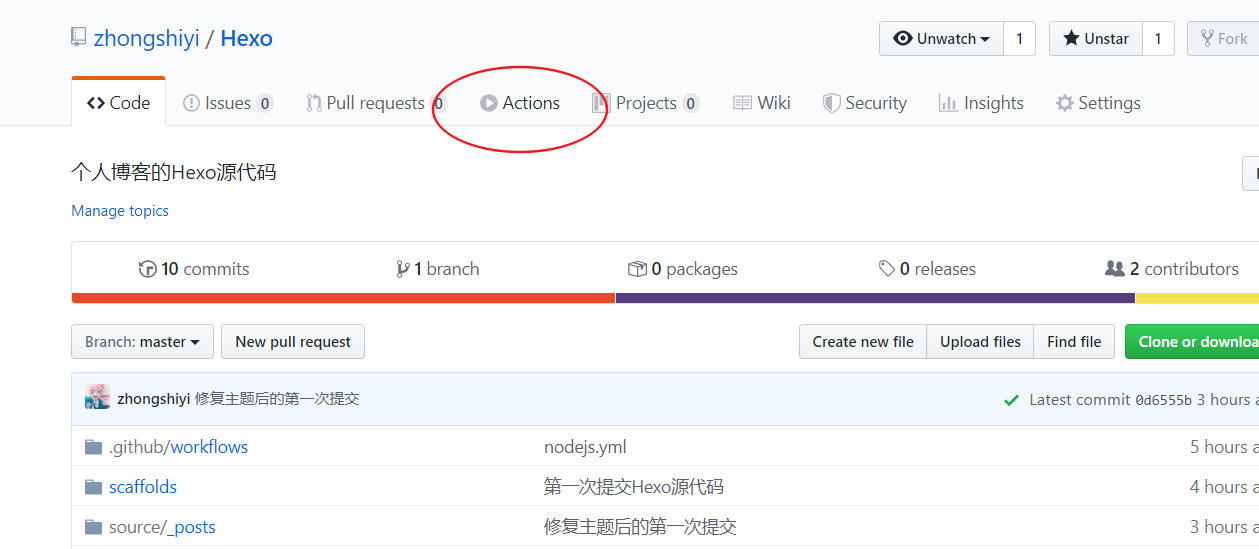 zhongshiyi / Hexo
Unwatch 1 Unstar 1 Fork
Code Issues 0 Pull requests 0 Actions Projects 0 Wiki Security Insights Settings
个人博客的Hexo源代码
Manage topics
10 commits 1 branch 0 packages 0 releases 2 contributors
Branch: master New pull request Create new file Upload files Find file Clone or downloa
zhongshiyi 修复主题后的第一次提交 Latest commit 0d6555b 3 hours a
.github/workflows nodejs.yml 5 hours a
scaffolds 第一次提交Hexo源代码 4 hours a
source/_posts 修复主题后的第一次提交 3 hours a